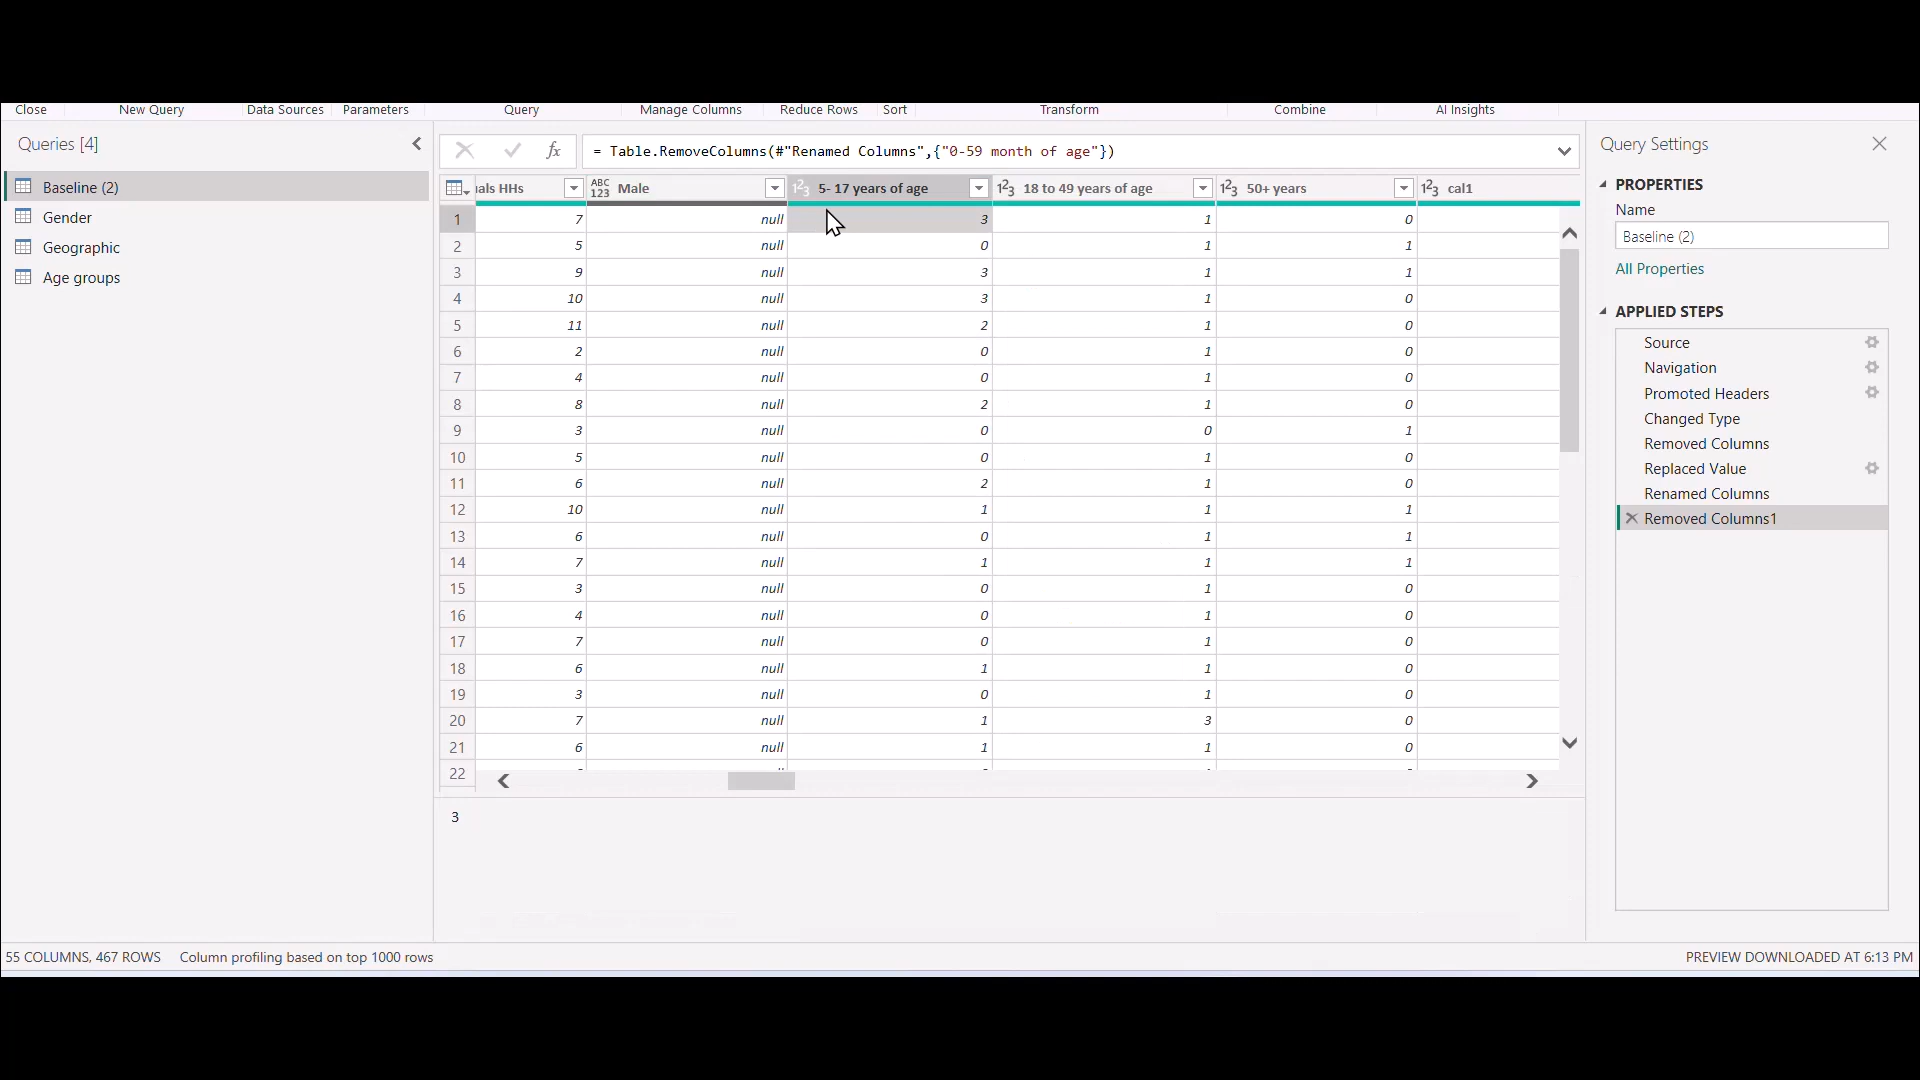 Close New Query Data Sources Parameters Query Manage Columns Reduce Rows Sort Transform Combine AI Insights
Queries [4]
Baseline (2)
Gender
Geographic
Age groups
fx = Table.RemoveColumns(#"Renamed Columns",{"0-59 month of age"})
als HHs ABC 123 Male 1²3 5- 17 years of age 1²3 18 to 49 years of age 1²3 50+ years 1²3 cal1
1 7 null 3 1 0
2 5 null 0 1 1
3 9 null 3 1 1
4 10 null 3 1 0
5 11 null 2 1 0
6 2 null 0 1 0
7 4 null 0 1 0
8 8 null 2 1 0
9 3 null 0 0 1
10 5 null 0 1 0
11 6 null 2 1 0
12 10 null 1 1 1
13 6 null 0 1 1
14 7 null 1 1 1
15 3 null 0 1 0
16 4 null 0 1 0
17 7 null 0 1 0
18 6 null 1 1 0
19 3 null 0 1 0
20 7 null 1 3 0
21 6 null 1 1 0
22
3
Query Settings
PROPERTIES
Name
Baseline (2)
All Properties
APPLIED STEPS
Source
Navigation
Promoted Headers
Changed Type
Removed Columns
Replaced Value
Renamed Columns
Removed Columns1
55 COLUMNS, 467 ROWS Column profiling based on top 1000 rows PREVIEW DOWNLOADED AT 6:13 PM